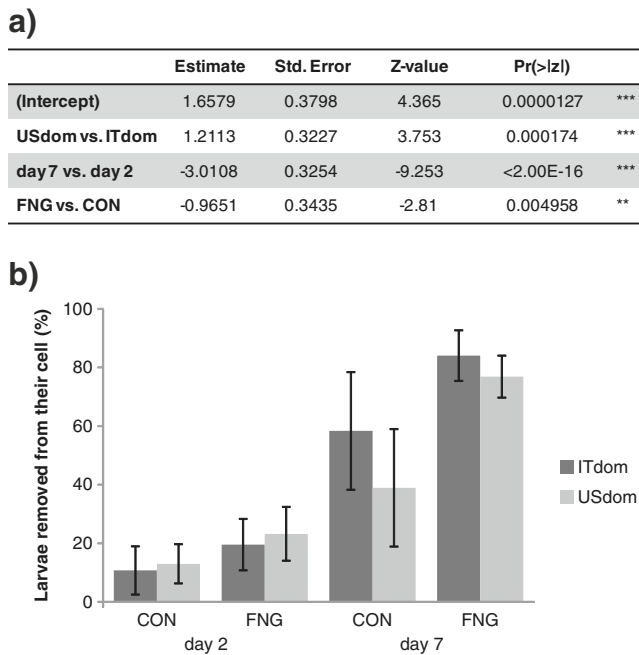 a)
Estimate Std. Error Z-value Pr(>|z|)
(Intercept) 1.6579 0.3798 4.365 0.0000127 ***
USdom vs. ITdom 1.2113 0.3227 3.753 0.000174 ***
day 7 vs. day 2 -3.0108 0.3254 -9.253 <2.00E-16 ***
FNG vs. CON -0.9651 0.3435 -2.81 0.004958 **
b)
Larvae removed from their cell (%)
100
80
60
40
20
0
CON FNG CON FNG
day 2 day 7
ITdom
USdom